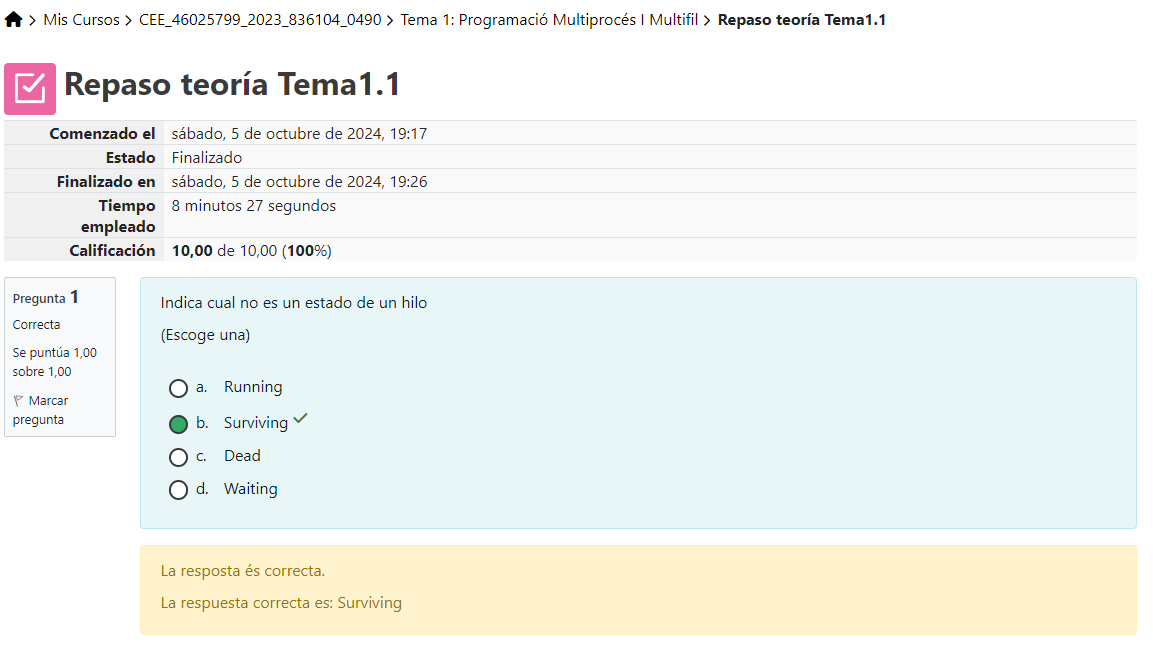 Mis Cursos > CEE_46025799_2023_836104_0490 > Tema 1: Programació Multiprocés I Multifil > Repaso teoría Tema1.1
Repaso teoría Tema1.1
Comenzado el sábado, 5 de octubre de 2024, 19:17
Estado Finalizado
Finalizado en sábado, 5 de octubre de 2024, 19:26
Tiempo empleado 8 minutos 27 segundos
Calificación 10,00 de 10,00 (100%)
Pregunta 1
Correcta
Se puntúa 1,00
sobre 1,00
Marcar
pregunta
Indica cual no es un estado de un hilo
(Escoge una)
a. Running
b. Surviving
c. Dead
d. Waiting
La resposta és correcta.
La respuesta correcta es: Surviving